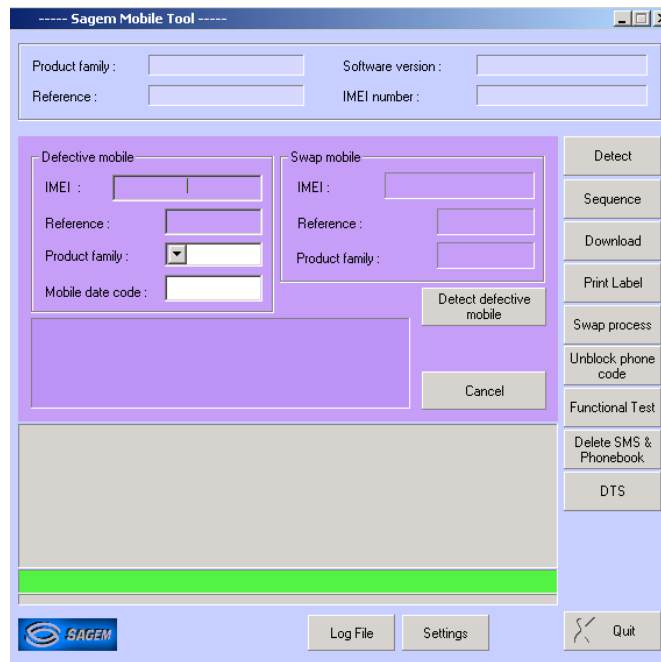 ----- Sagem Mobile Tool -----
Product family :
Software version :
Reference :
IMEI number :
Defective mobile
IMEI :
Reference :
Product family :
Mobile date code :
Swap mobile
IMEI :
Reference :
Product family :
Detect defective
mobile
Cancel
Detect
Sequence
Download
Print Label
Swap process
Unblock phone
code
Functional Test
Delete SMS &
Phonebook
DTS
SAGEM
Log File
Settings
Quit